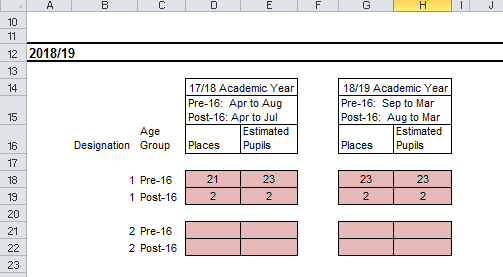 A B C D E F G H I J
10
11
12 2018/19
13
14 17/18 Academic Year 18/19 Academic Year
Pre-16: Apr to Aug Pre-16: Sep to Mar
15 Post-16: Apr to Jul Post-16: Aug to Mar
Age Estimated Estimated
16 Designation Group Places Pupils Places Pupils
17
18 1 Pre-16 21 23 23 23
19 1 Post-16 2 2 2 2
20
21 2 Pre-16
22 2 Post-16
23